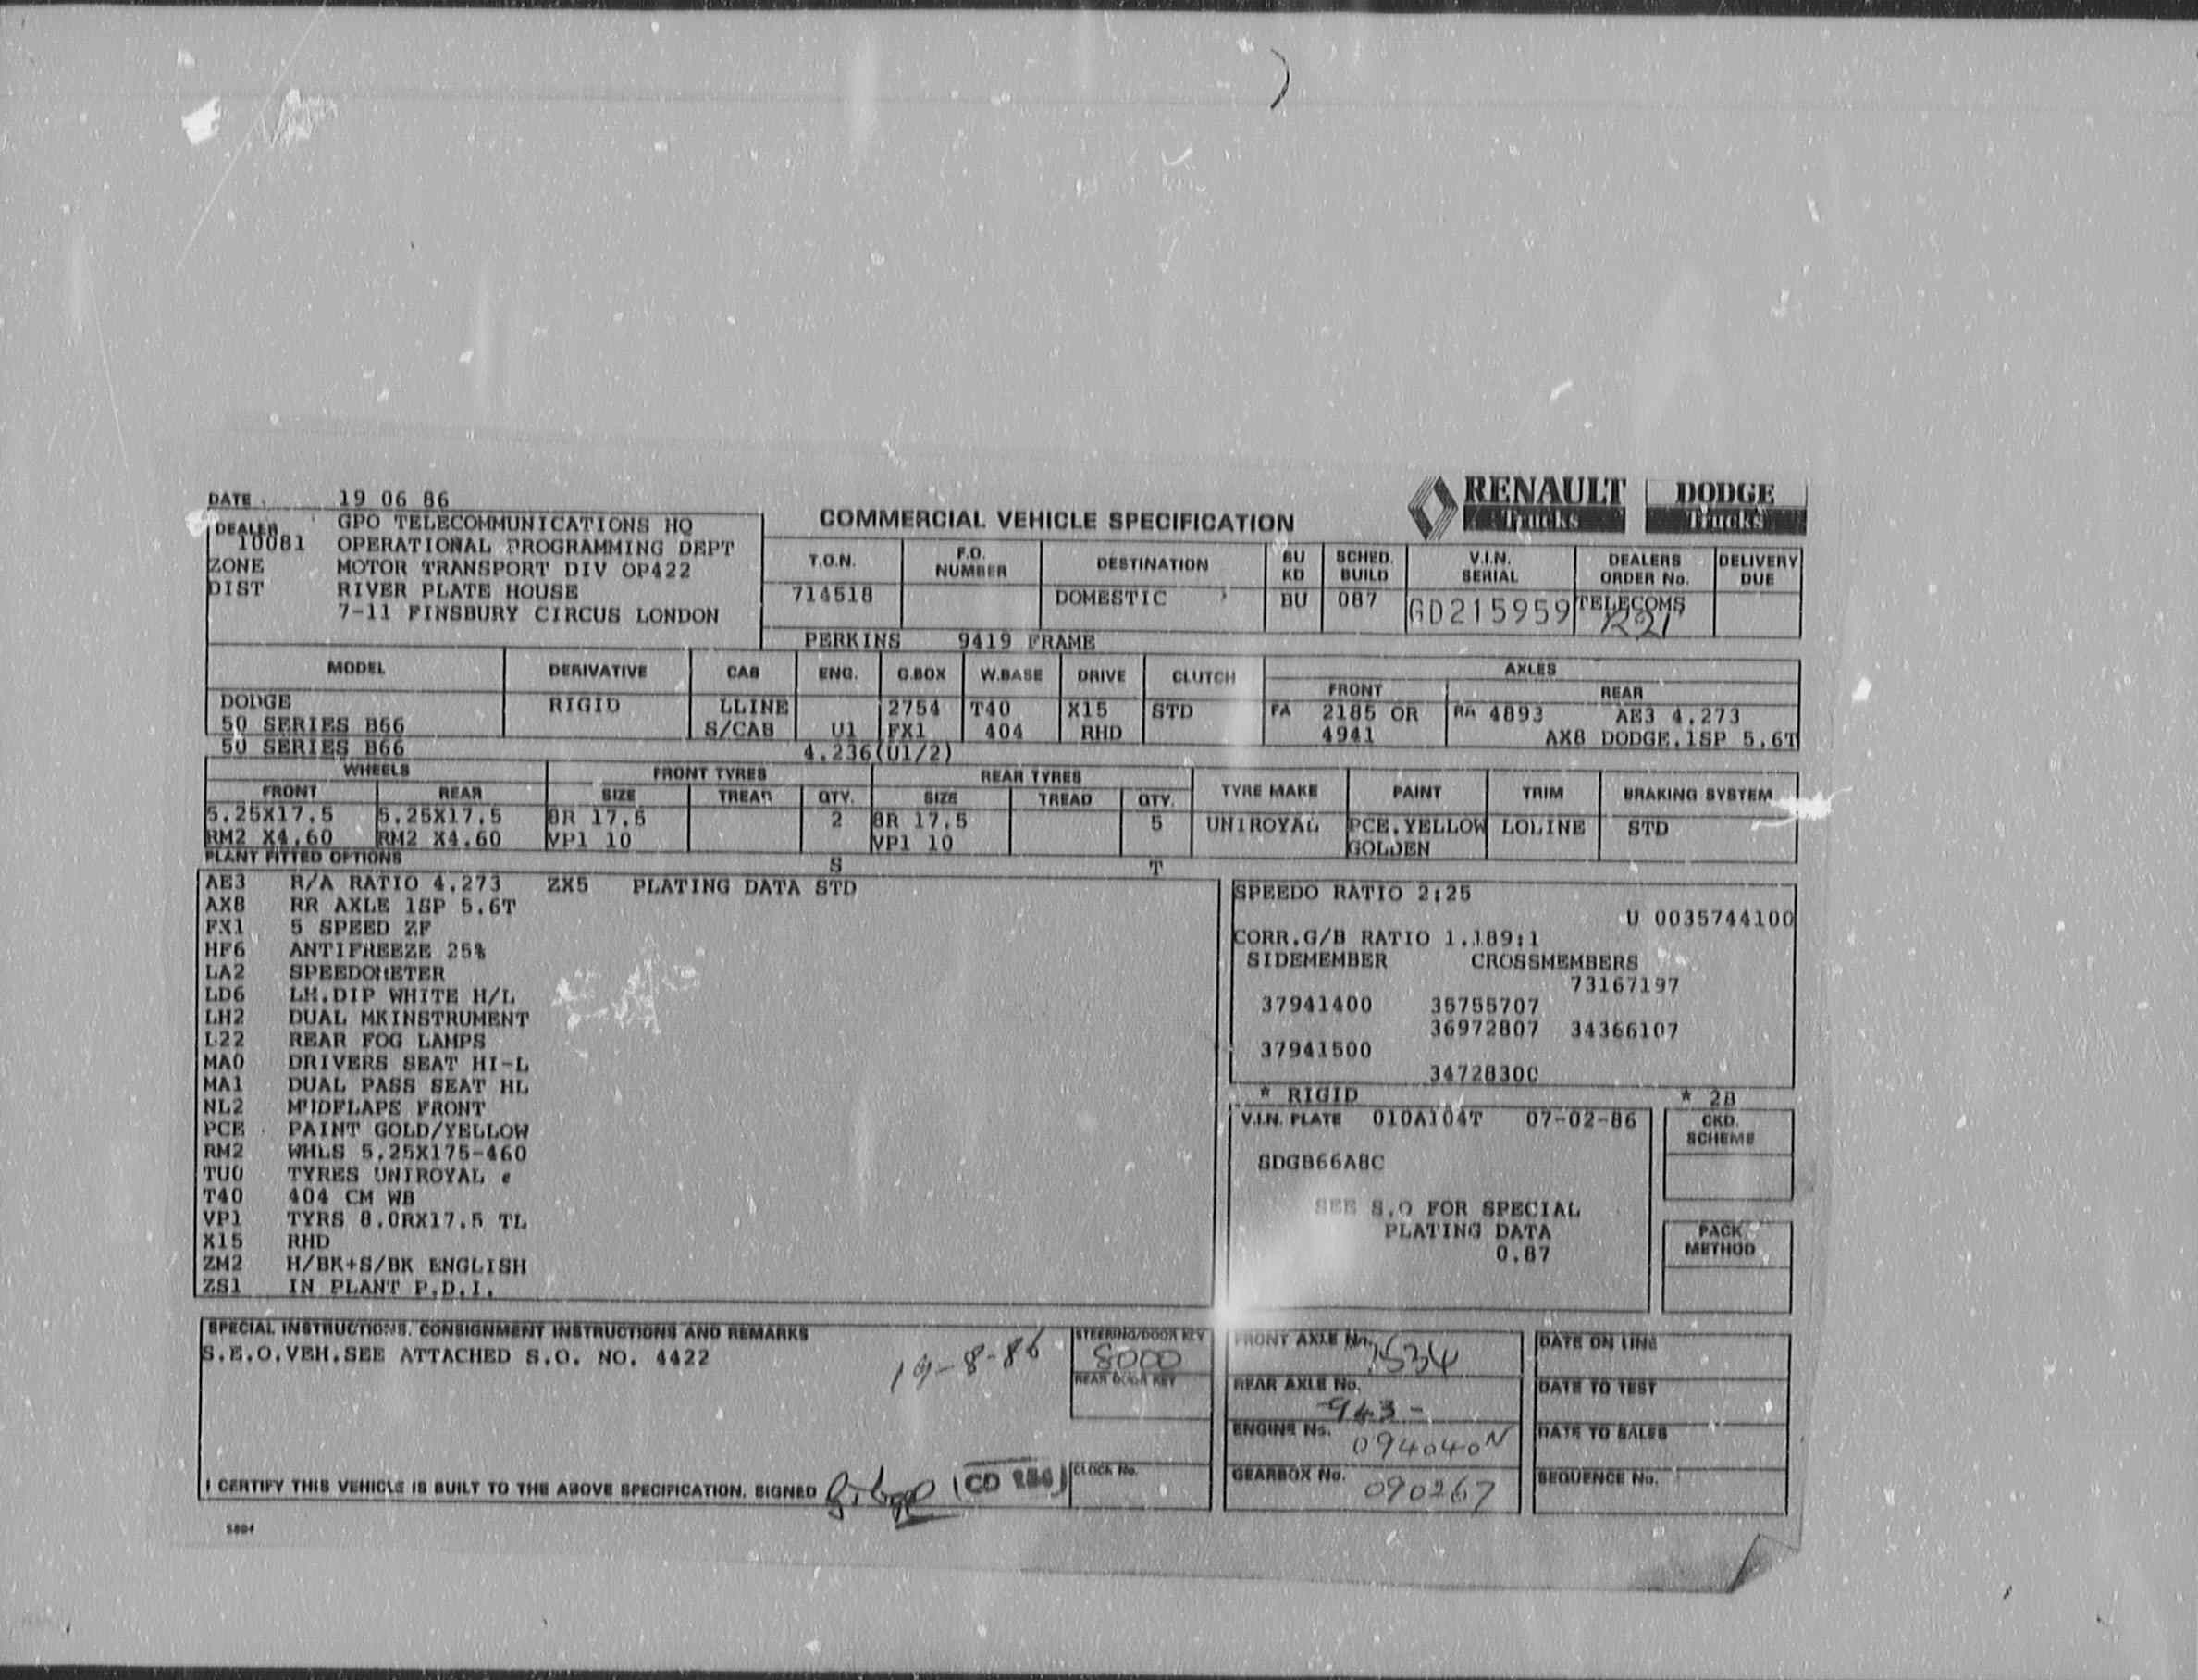 DATE 19 06 86
RENAULT Trucks
DODGE Trucks
COMMERCIAL VEHICLE SPECIFICATION
DEALER 10081
GPO TELECOMMUNICATIONS HQ
OPERATIONAL PROGRAMMING DEPT
ZONE MOTOR TRANSPORT DIV OP422
DIST RIVER PLATE HOUSE
7-11 FINSBURY CIRCUS LONDON
T.O.N. F.O. NUMBER DESTINATION BU KD SCHED. BUILD V.I.N. SERIAL DEALERS ORDER No. DELIVERY DUE
714518 DOMESTIC BU 087 GD215959 TELECOMS
PERKINS 9419 FRAME
MODEL DERIVATIVE CAB ENG. G.BOX W.BASE DRIVE CLUTCH AXLES
FRONT REAR
DODGE RIGID LLINE 2754 T40 X15 STD FA 2185 OR RA 4893 AE3 4.273
50 SERIES B66 S/CAB U1 FX1 404 RHD 4941 AX8 DODGE.1SP 5.6T
50 SERIES B66 4.236(U1/2)
WHEELS FRONT TYRES REAR TYRES TYRE MAKE PAINT TRIM BRAKING SYSTEM
FRONT REAR SIZE TREAD QTY. SIZE TREAD QTY.
5.25X17.5 5.25X17.5 8R 17.5 2 8R 17.5 5 UNIROYAL PCE.YELLOW LOLINE STD
RM2 X4.60 RM2 X4.60 VP1 10 VP1 10 GOLDEN
PLANT FITTED OPTIONS S T
AE3 R/A RATIO 4.273 ZX5 PLATING DATA STD
AX8 RR AXLE 1SP 5.6T
FX1 5 SPEED ZF
HF6 ANTIFREEZE 25%
LA2 SPEEDOMETER
LD6 LH.DIP WHITE H/L
LH2 DUAL MKINSTRUMENT
L22 REAR FOG LAMPS
MA0 DRIVERS SEAT HI-L
MA1 DUAL PASS SEAT HL
NL2 MUDFLAPS FRONT
PCE PAINT GOLD/YELLOW
RM2 WHLS 5.25X175-460
TU0 TYRES UNIROYAL
T40 404 CM WB
VP1 TYRS 8.0RX17.5 TL
X15 RHD
ZM2 H/BK+S/BK ENGLISH
ZS1 IN PLANT P.D.I.
SPEEDO RATIO 2:25
U 0035744100
CORR.G/B RATIO 1.189:1
SIDEMEMBER CROSSMEMBERS
73167197
37941400 35755707
36972807 34366107
37941500
34728300
* RIGID * 2B
V.I.N. PLATE 010A104T 07-02-86
SDGB66A8C
SEE S.O FOR SPECIAL
PLATING DATA
0.87
CKD. SCHEME
PACK METHOD
SPECIAL INSTRUCTIONS. CONSIGNMENT INSTRUCTIONS AND REMARKS
S.E.O.VEH.SEE ATTACHED S.O. NO. 4422
19-8-86
STEERING/DOOR KEY
8000
REAR DOOR KEY
CLOCK No.
FRONT AXLE No. 1534
REAR AXLE No.
943-
ENGINE No. 094040N
GEARBOX No. 090267
DATE ON LINE
DATE TO TEST
DATE TO SALES
SEQUENCE No.
I CERTIFY THIS VEHICLE IS BUILT TO THE ABOVE SPECIFICATION. SIGNED